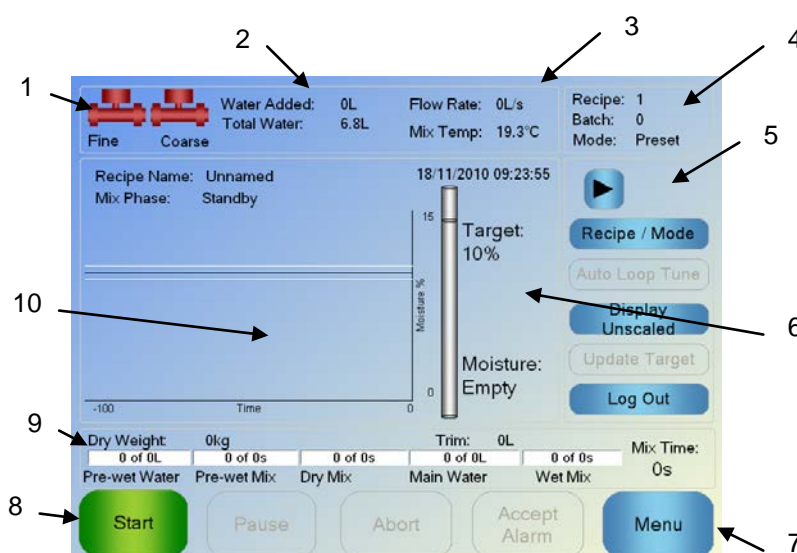 1
2
3
4
Fine Coarse
Water Added: 0L
Total Water: 6.8L
Flow Rate: 0L/s
Mix Temp: 19.3°C
Recipe: 1
Batch: 0
Mode: Preset
5
Recipe Name: Unnamed
Mix Phase: Standby
18/11/2010 09:23:55
15
Moisture %
0
-100 Time 0
Target:
10%
Moisture:
Empty
Recipe / Mode
Auto Loop Tune
Display
Unscaled
Update Target
Log Out
6
10
9
Dry Weight: 0kg
Trim: 0L
0 of 0L 0 of 0s 0 of 0s 0 of 0L 0 of 0s
Pre-wet Water Pre-wet Mix Dry Mix Main Water Wet Mix
Mix Time:
0s
8
Start
Pause
Abort
Accept
Alarm
Menu
7